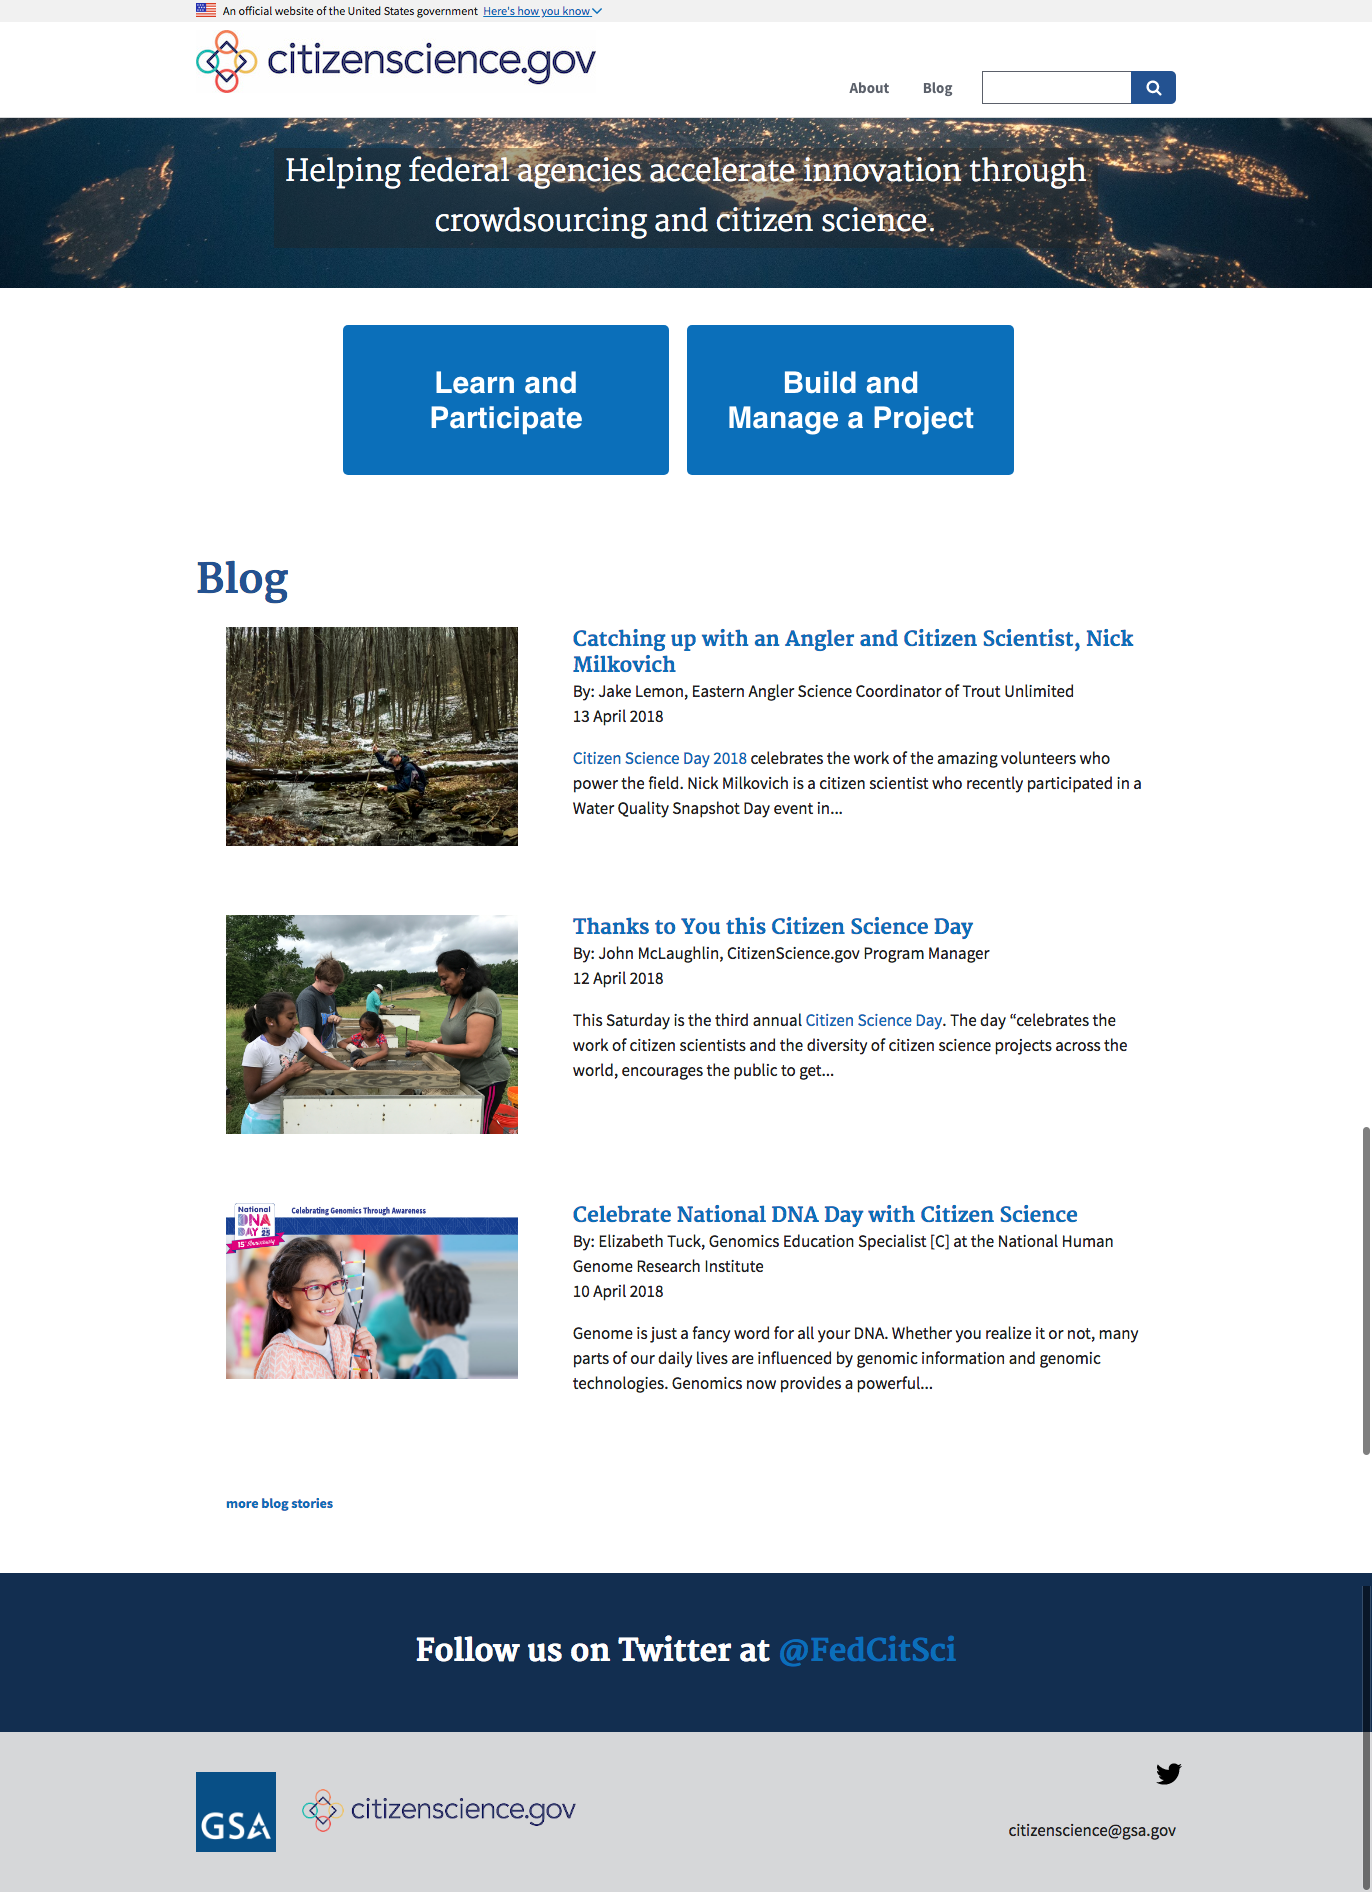 An official website of the United States government Here's how you know
citizenscience.gov
About Blog
Helping federal agencies accelerate innovation through
crowdsourcing and citizen science.
Learn and
Participate
Build and
Manage a Project
Blog
Catching up with an Angler and Citizen Scientist, Nick
Milkovich
By: Jake Lemon, Eastern Angler Science Coordinator of Trout Unlimited
13 April 2018
Citizen Science Day 2018 celebrates the work of the amazing volunteers who
power the field. Nick Milkovich is a citizen scientist who recently participated in a
Water Quality Snapshot Day event in...
Thanks to You this Citizen Science Day
By: John McLaughlin, CitizenScience.gov Program Manager
12 April 2018
This Saturday is the third annual Citizen Science Day. The day “celebrates the
work of citizen scientists and the diversity of citizen science projects across the
world, encourages the public to get...
National
DNA
DAY
APRIL 25
15th Anniversary
Celebrating Genomics Through Awareness
Celebrate National DNA Day with Citizen Science
By: Elizabeth Tuck, Genomics Education Specialist [C] at the National Human
Genome Research Institute
10 April 2018
Genome is just a fancy word for all your DNA. Whether you realize it or not, many
parts of our daily lives are influenced by genomic information and genomic
technologies. Genomics now provides a powerful...
more blog stories
Follow us on Twitter at @FedCitSci
GSA
citizenscience.gov
citizenscience@gsa.gov